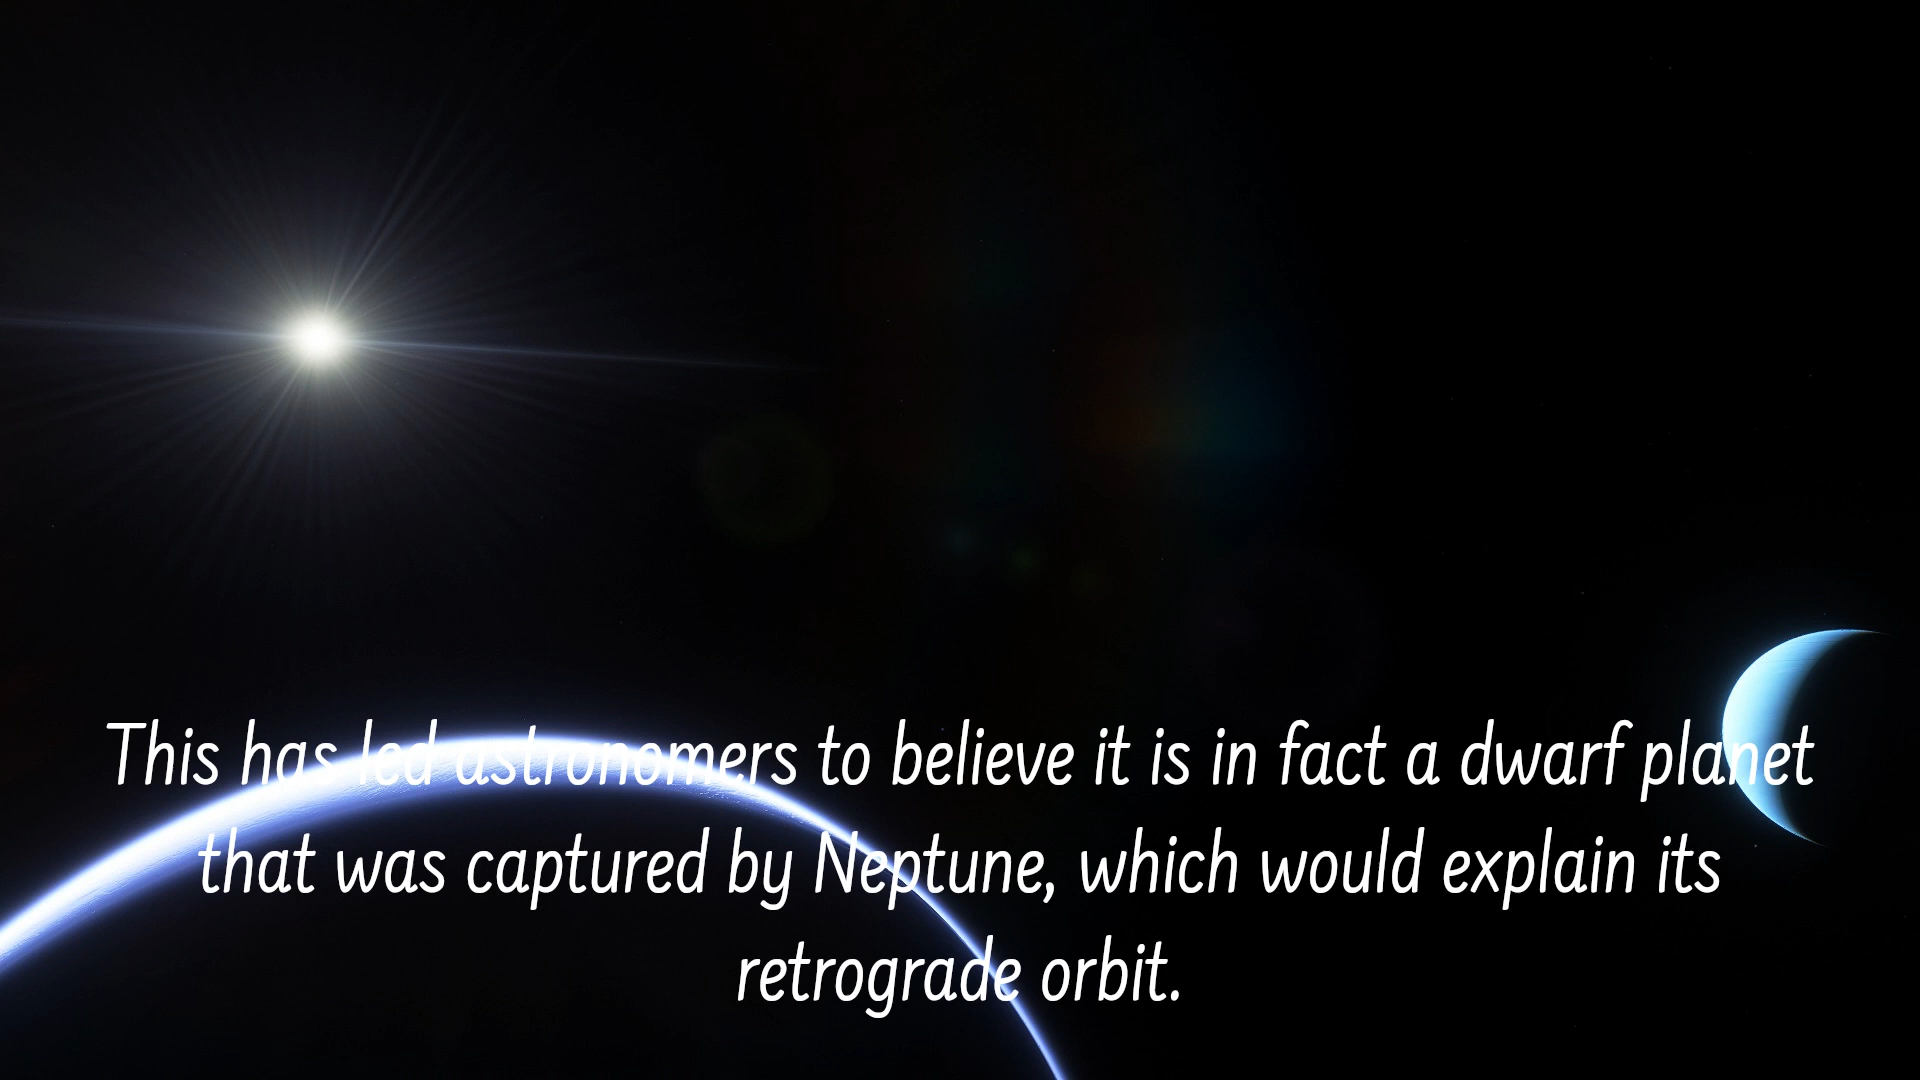 This has led astronomers to believe it is in fact a dwarf planet
that was captured by Neptune, which would explain its
retrograde orbit.